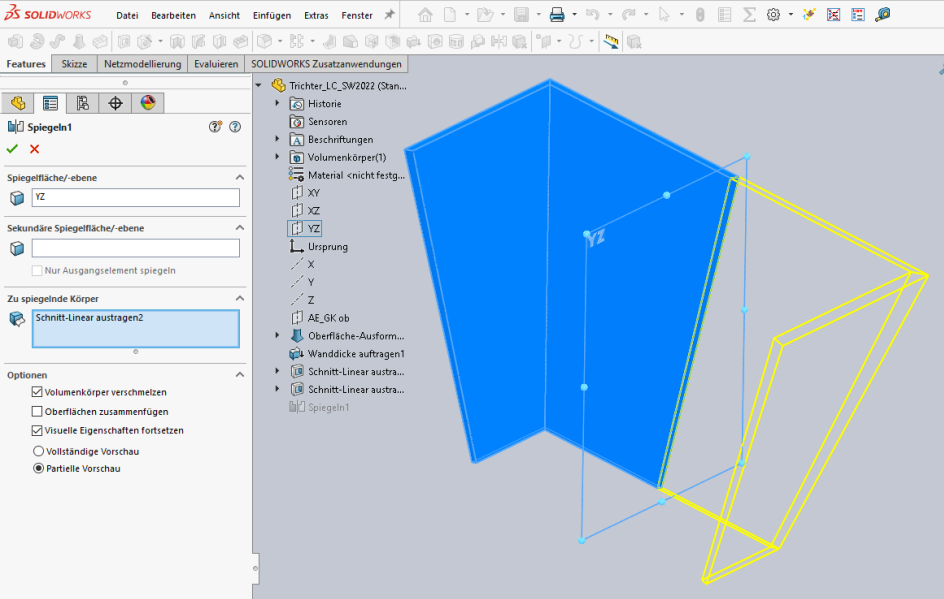 SOLIDWORKS
Datei Bearbeiten Ansicht Einfügen Extras Fenster
Features Skizze Netzmodellierung Evaluieren SOLIDWORKS Zusatzanwendungen
Spiegeln1
Spiegelfläche/-ebene
YZ
Sekundäre Spiegelfläche/-ebene
Nur Ausgangselement spiegeln
Zu spiegelnde Körper
Schnitt-Linear austragen2
Optionen
Volumenkörper verschmelzen
Oberflächen zusammenfügen
Visuelle Eigenschaften fortsetzen
Vollständige Vorschau
Partielle Vorschau
Trichter_LC_SW2022 (Stan...
Historie
Sensoren
Beschriftungen
Volumenkörper(1)
Material <nicht festg...
XY
XZ
YZ
Ursprung
X
Y
Z
AE_GK ob
Oberfläche-Ausform...
Wanddicke auftragen1
Schnitt-Linear austra...
Schnitt-Linear austra...
Spiegeln1
YZ